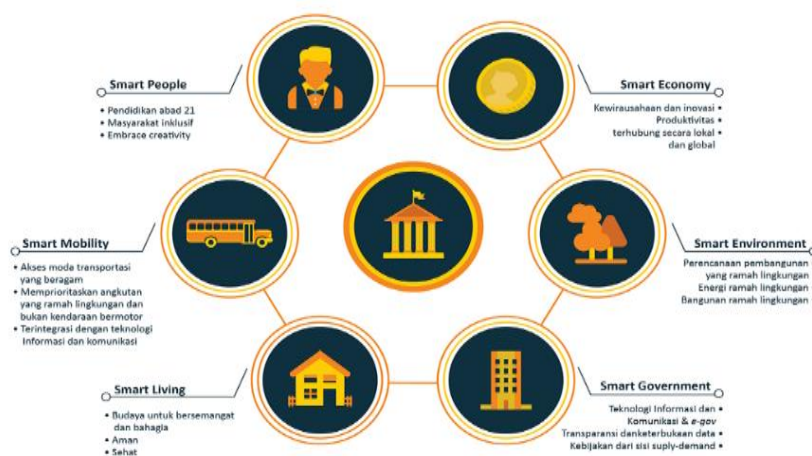 Smart People
• Pendidikan abad 21
• Masyarakat inklusif
• Embrace creativity
Smart Economy
Kewirausahaan dan inovasi •
Produktivitas
terhubung secara lokal •
dan global
Smart Mobility
• Akses moda transportasi
yang beragam
• Memprioritaskan angkutan
yang ramah lingkungan dan
bukan kendaraan bermotor
• Terintegrasi dengan teknologi
Informasi dan komunikasi
Smart Environment
Perencanaan pembangunan
yang ramah lingkungan
Energi ramah lingkungan
Bangunan ramah lingkungan
Smart Living
• Budaya untuk bersemangat
dan bahagia
• Aman
• Sehat
Smart Government
Teknologi Informasi dan •
Komunikasi & e-gov
Transparansi danketerbukaan data •
Kebijakan dari sisi suply-demand •